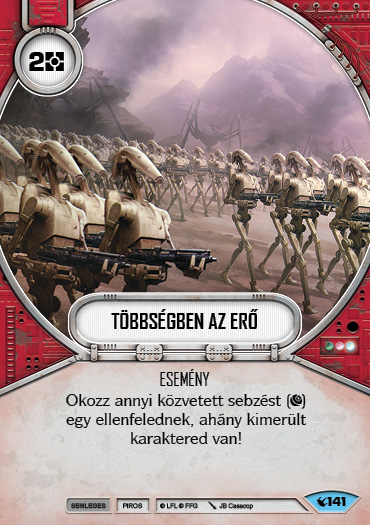 2
TÖBBSÉGBEN AZ ERŐ
ESEMÉNY
Okozz annyi közvetett sebzést ( )
egy ellenfelednek, ahány kimerült
karaktered van!
SEMLEGES PIROS © LFL © FFG JB Casacop 141